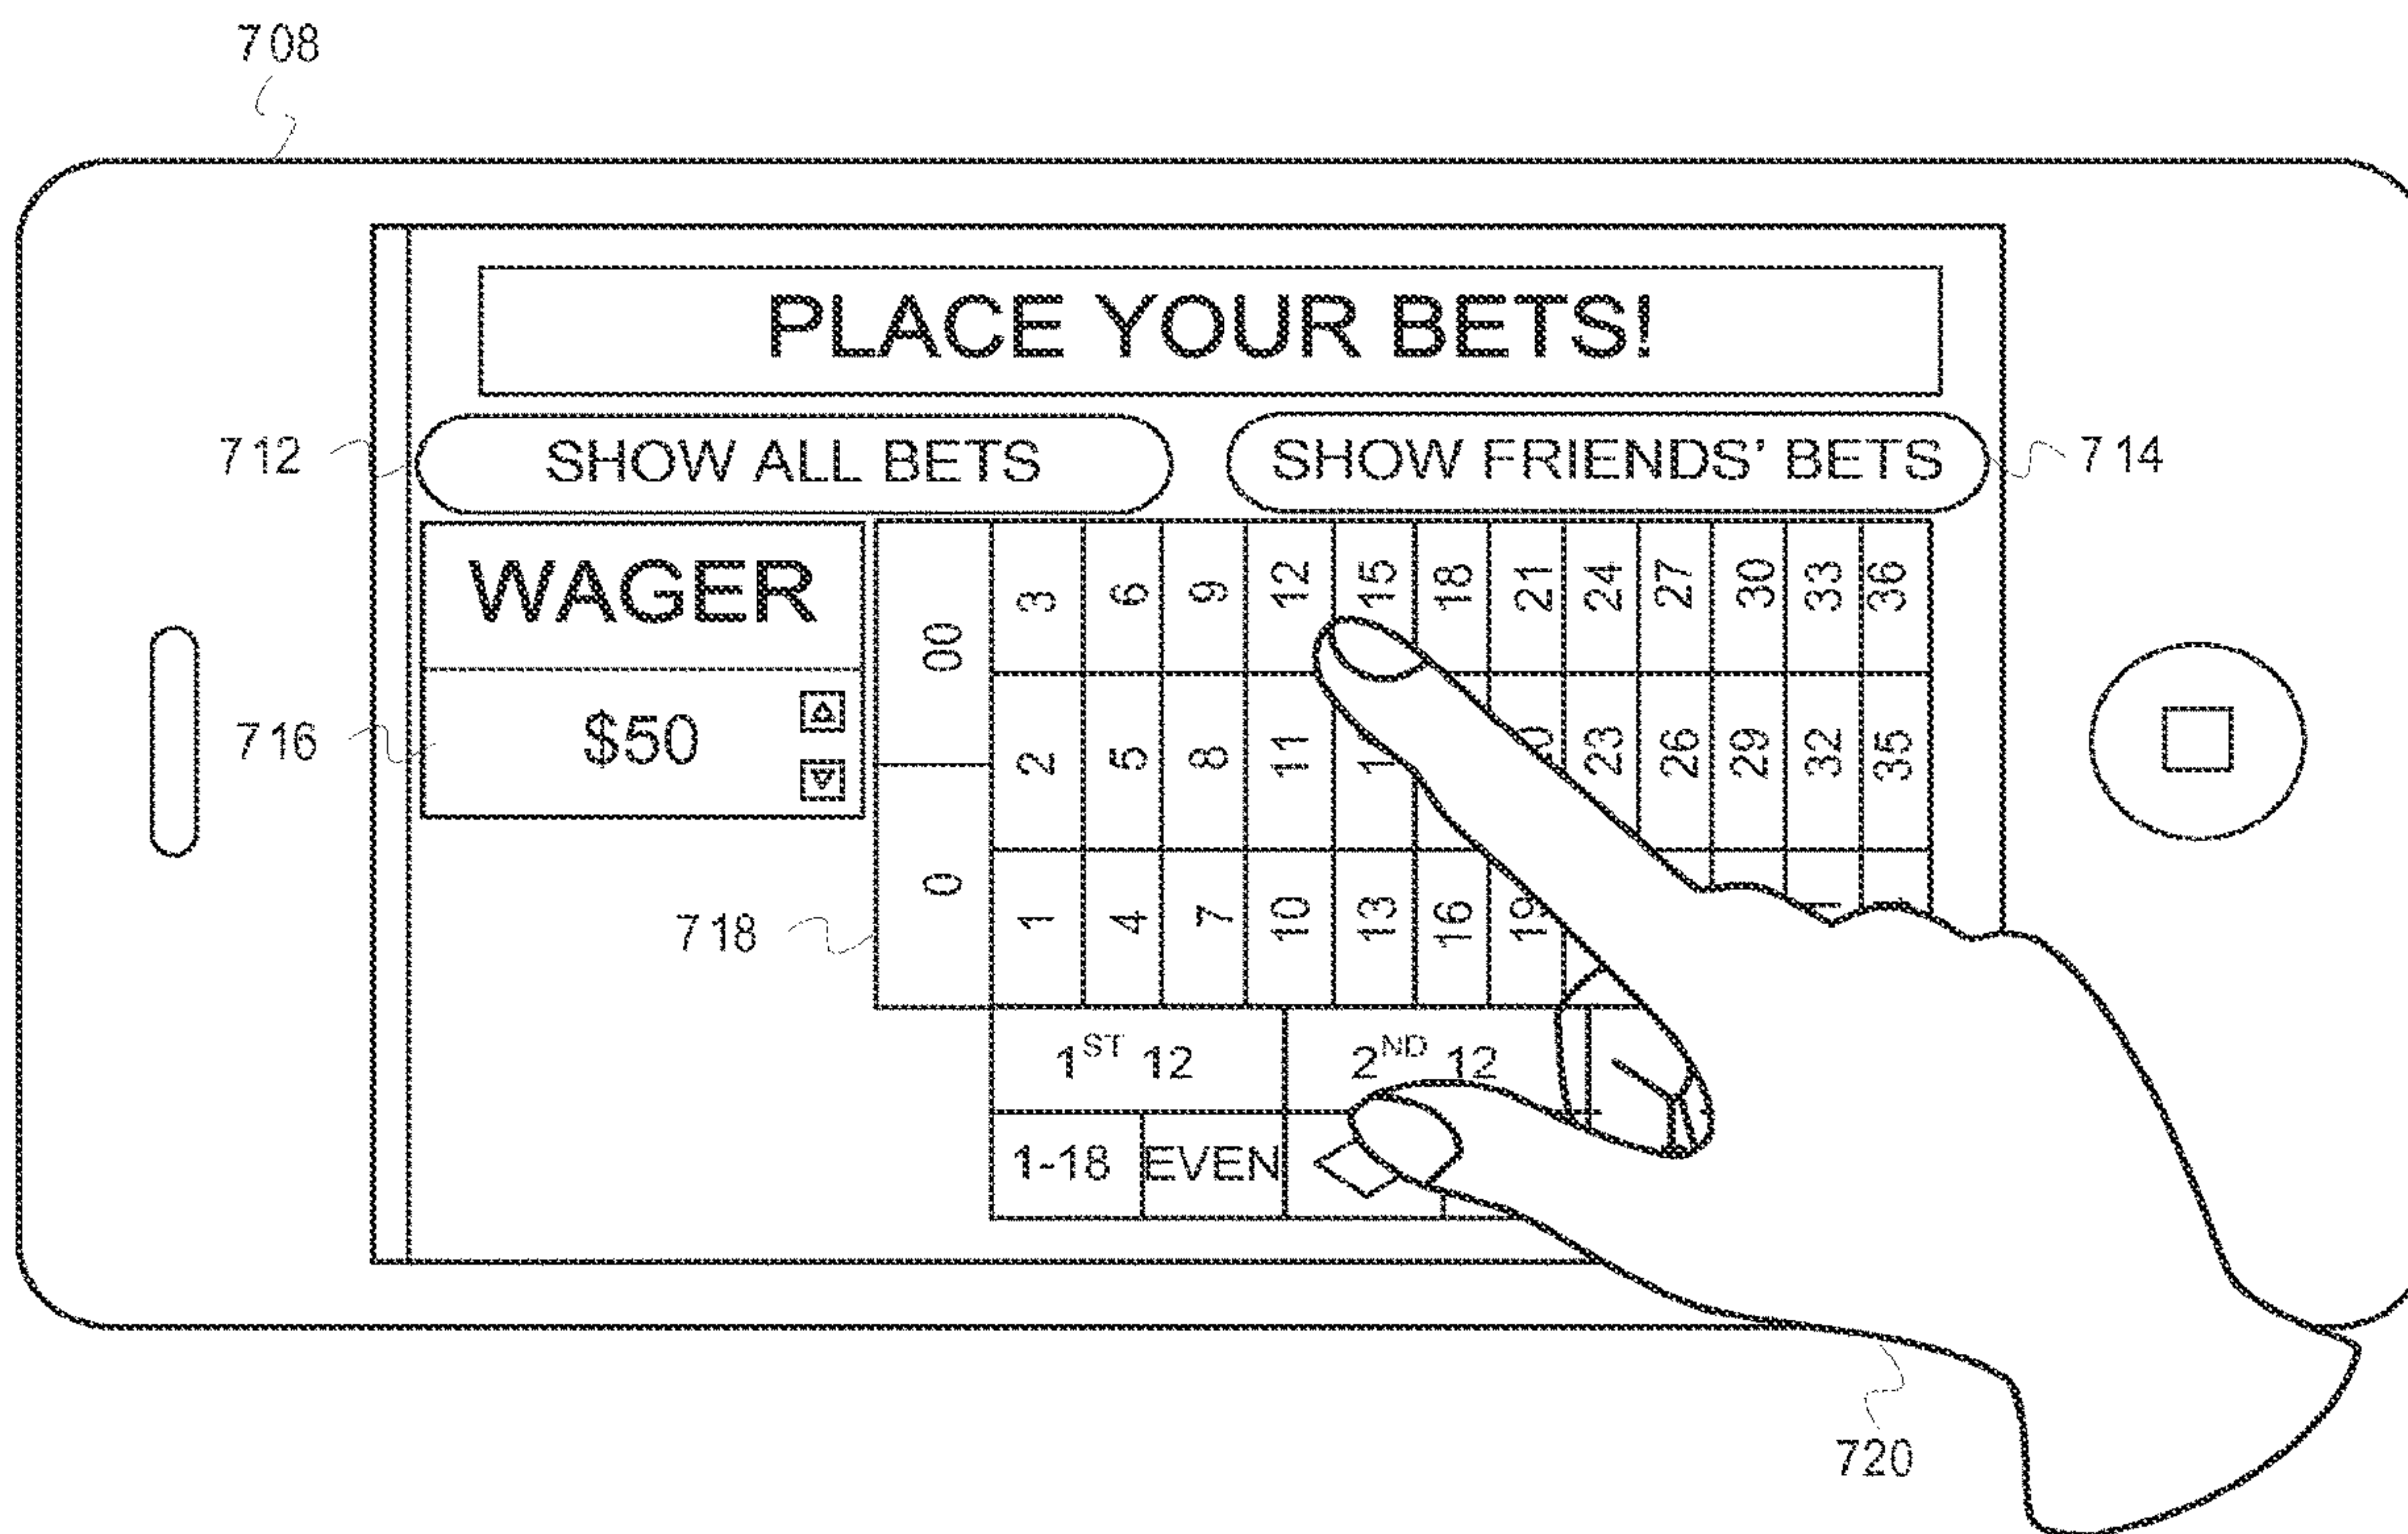 708
PLACE YOUR BETS!
712
SHOW ALL BETS
SHOW FRIENDS' BETS
714
WAGER
716
$50
718
00
0
3 6 9 12 15 18 21 24 27 30 33 36
2 5 8 11 23 26 29 32 35
1 4 7 10 13 16 19
1ST 12
2ND 12
1-18
EVEN
720